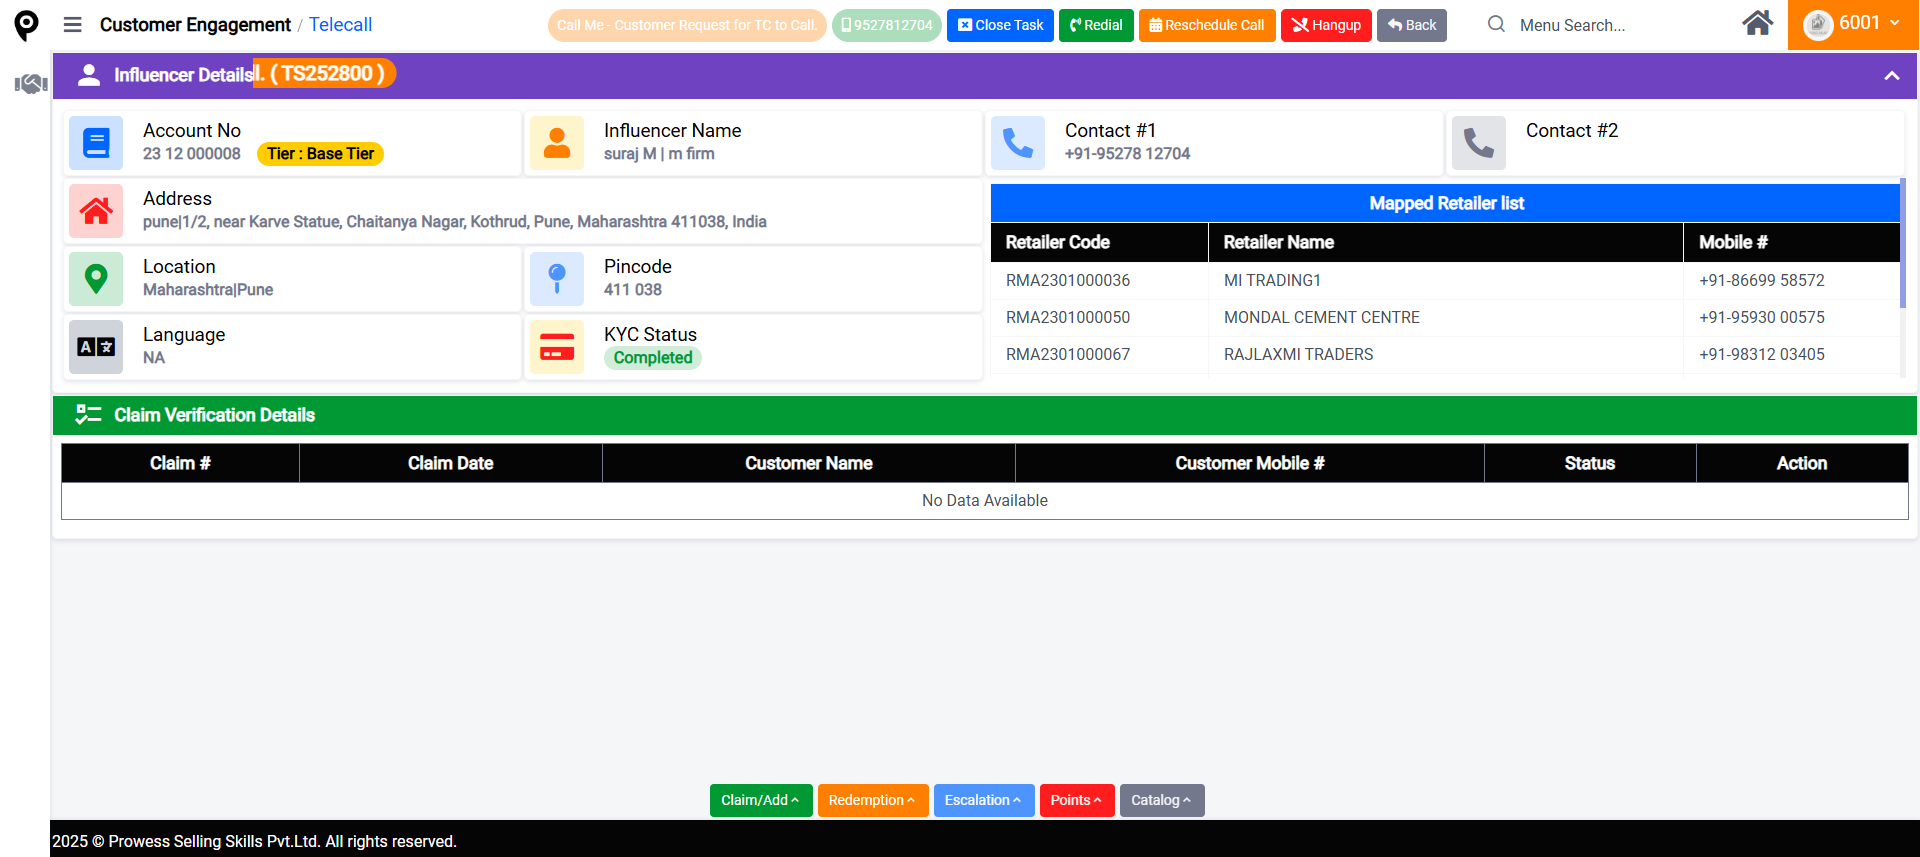 Customer Engagement / Telecall
Call Me - Customer Request for TC to Call.
9527812704
Close Task
Redial
Reschedule Call
Hangup
Back
Menu Search...
6001
Influencer Details
l. ( TS252800 )
Account No
23 12 000008
Tier : Base Tier
Influencer Name
suraj M | m firm
Contact #1
+91-95278 12704
Contact #2
Address
pune|1/2, near Karve Statue, Chaitanya Nagar, Kothrud, Pune, Maharashtra 411038, India
Location
Maharashtra|Pune
Pincode
411 038
Language
NA
KYC Status
Completed
Mapped Retailer list
Retailer Code Retailer Name Mobile #
RMA2301000036 MI TRADING1 +91-86699 58572
RMA2301000050 MONDAL CEMENT CENTRE +91-95930 00575
RMA2301000067 RAJLAXMI TRADERS +91-98312 03405
Claim Verification Details
Claim # Claim Date Customer Name Customer Mobile # Status Action
No Data Available
Claim/Add
Redemption
Escalation
Points
Catalog
2025 © Prowess Selling Skills Pvt.Ltd. All rights reserved.